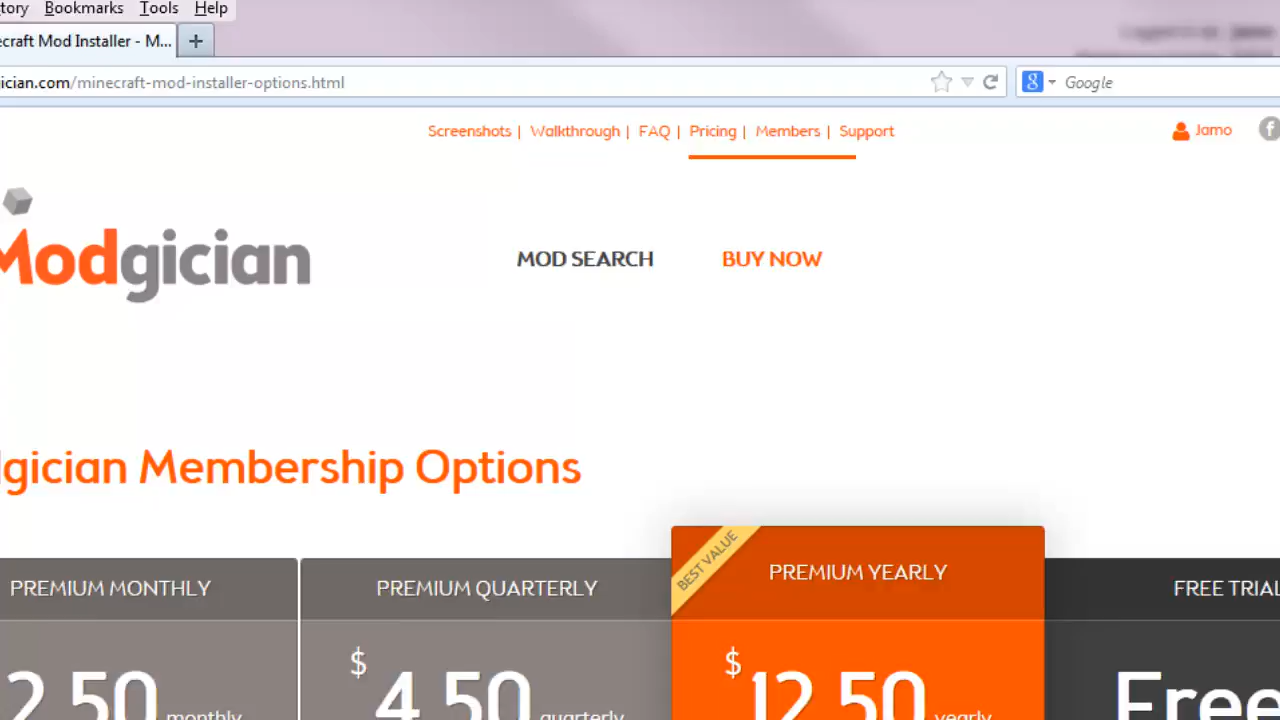 tory Bookmarks Tools Help
ecraft Mod Installer - M... +
ician.com/minecraft-mod-installer-options.html 8 Google
Screenshots | Walkthrough | FAQ | Pricing | Members | Support Jamo f
Modgician
MOD SEARCH BUY NOW
gician Membership Options
BEST VALUE
PREMIUM MONTHLY PREMIUM QUARTERLY PREMIUM YEARLY FREE TRIAL
2.50 monthly $ 4.50 quarterly $ 12.50 yearly Free